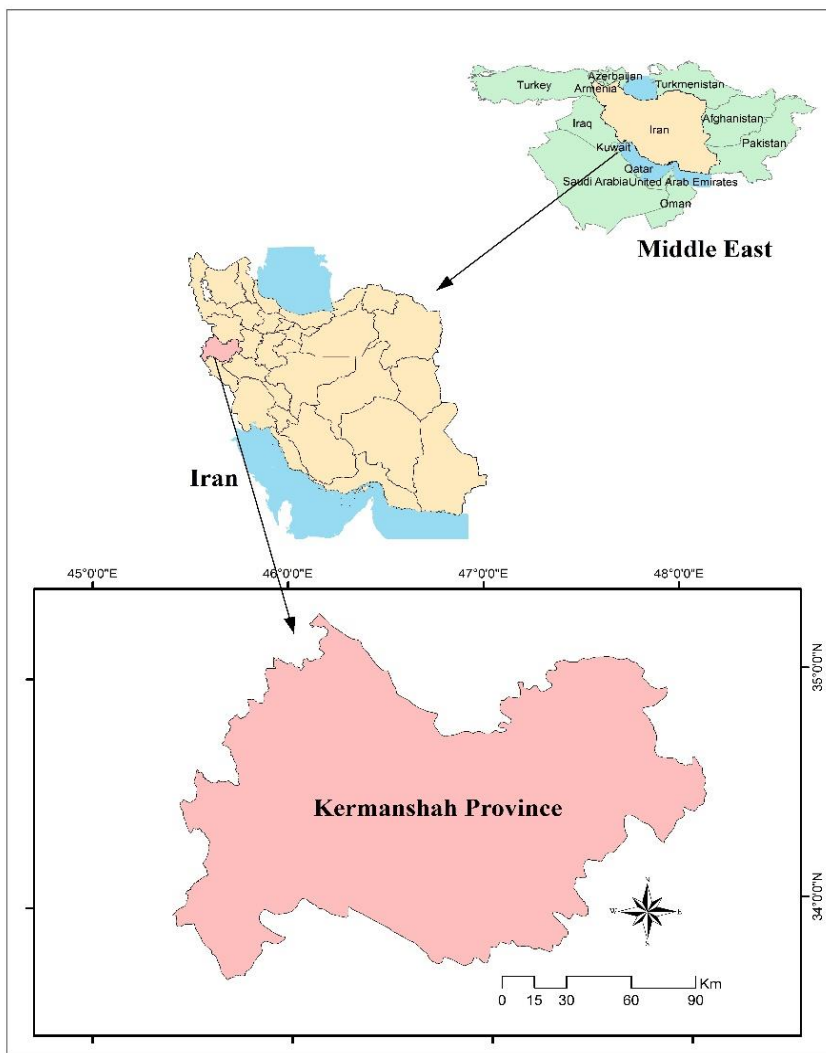 Azerbaijan
Turkey
Armenia
Turkmenistan
Iraq
Iran
Afghanistan
Kuwait
Pakistan
Qatar
Saudi Arabia
United Arab Emirates
Oman
Middle East
Iran
45°0'0"E
46°0'0"E
47°0'0"E
48°0'0"E
35°0'0"N
Kermanshah Province
34°0'0"N
N
W
E
S
Km
0 15 30 60 90